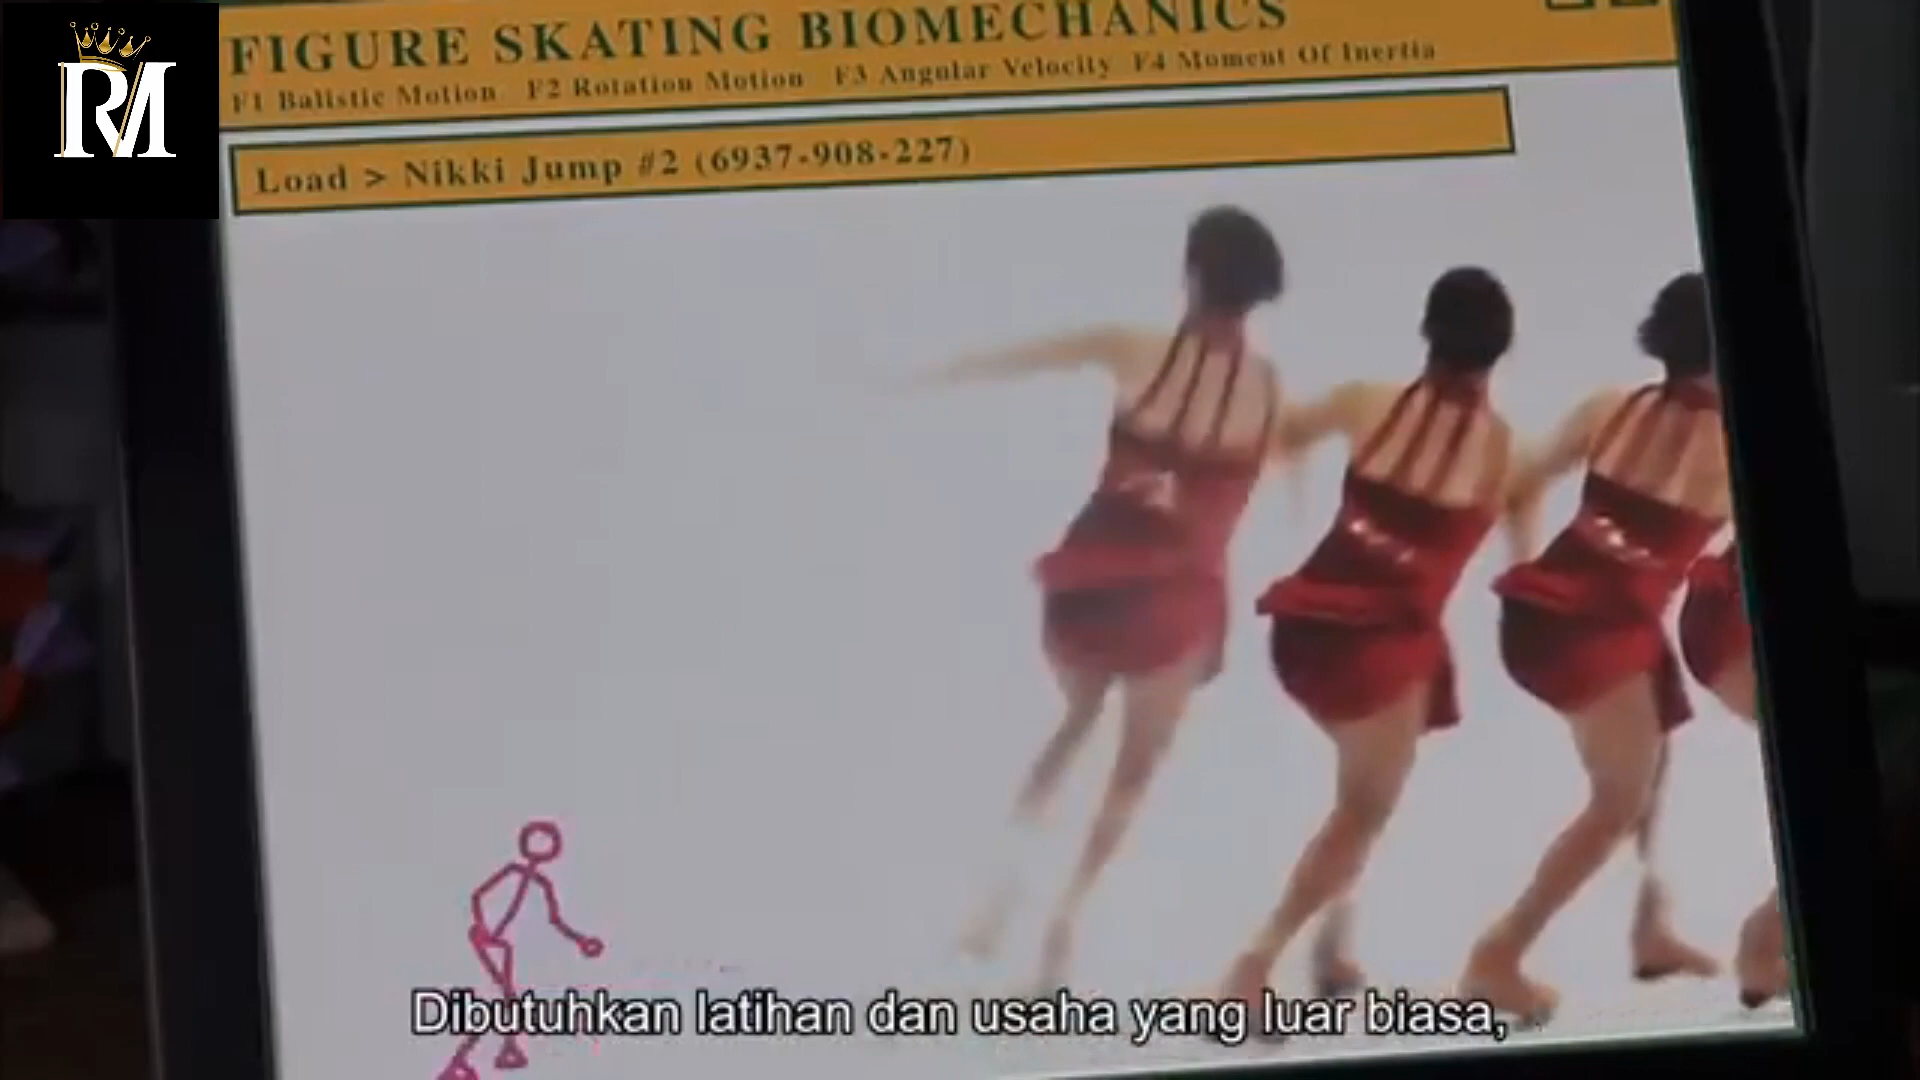 RM
FIGURE SKATING BIOMECHANICS
F1 Balistic Motion F2 Rotation Motion F3 Angular Velocity F4 Moment Of Inertia
Load > Nikki Jump #2 (6937-908-227)
Dibutuhkan latihan dan usaha yang luar biasa,